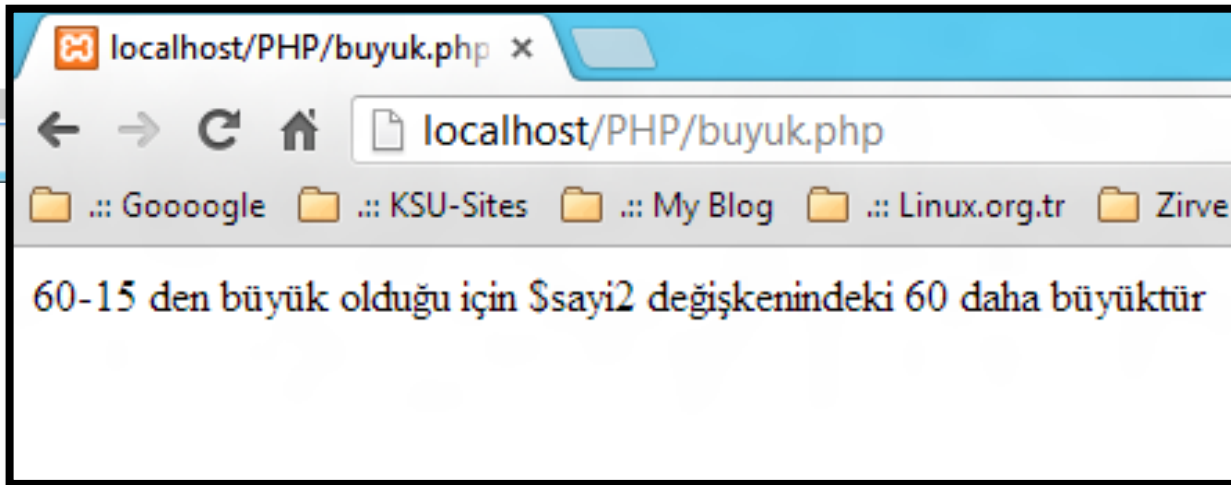 localhost/PHP/buyuk.php
localhost/PHP/buyuk.php
.:: Goooogle .:: KSU-Sites .:: My Blog .:: Linux.org.tr Zirve
60-15 den büyük olduğu için $sayi2 değişkenindeki 60 daha büyüktür